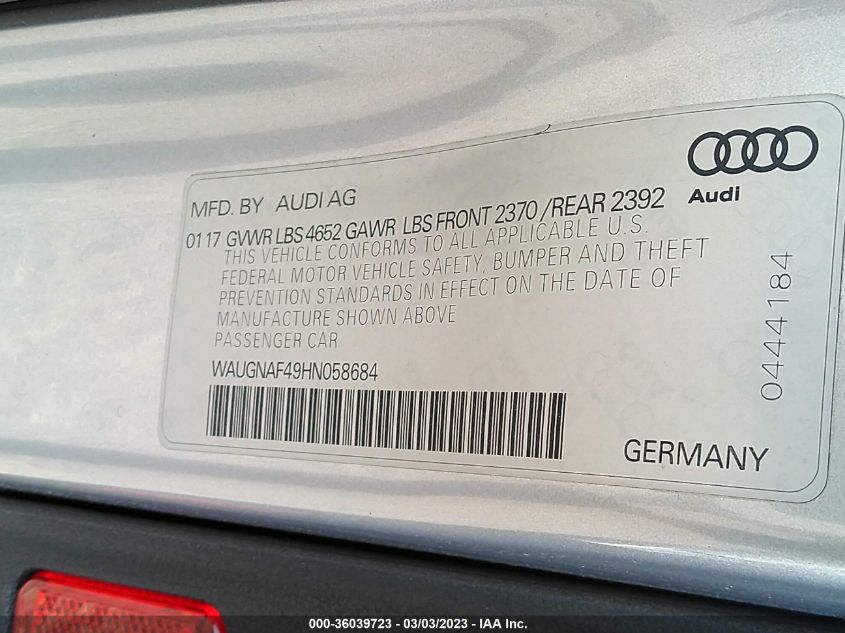 Audi
MFD. BY AUDI AG
01 17 GVWR LBS 4652 GAWR LBS FRONT 2370 / REAR 2392
THIS VEHICLE CONFORMS TO ALL APPLICABLE U.S.
FEDERAL MOTOR VEHICLE SAFETY, BUMPER AND THEFT
PREVENTION STANDARDS IN EFFECT ON THE DATE OF
MANUFACTURE SHOWN ABOVE
PASSENGER CAR
WAUGNAF49HN058684
0444184
GERMANY
000-36039723 - 03/03/2023 - IAA Inc.